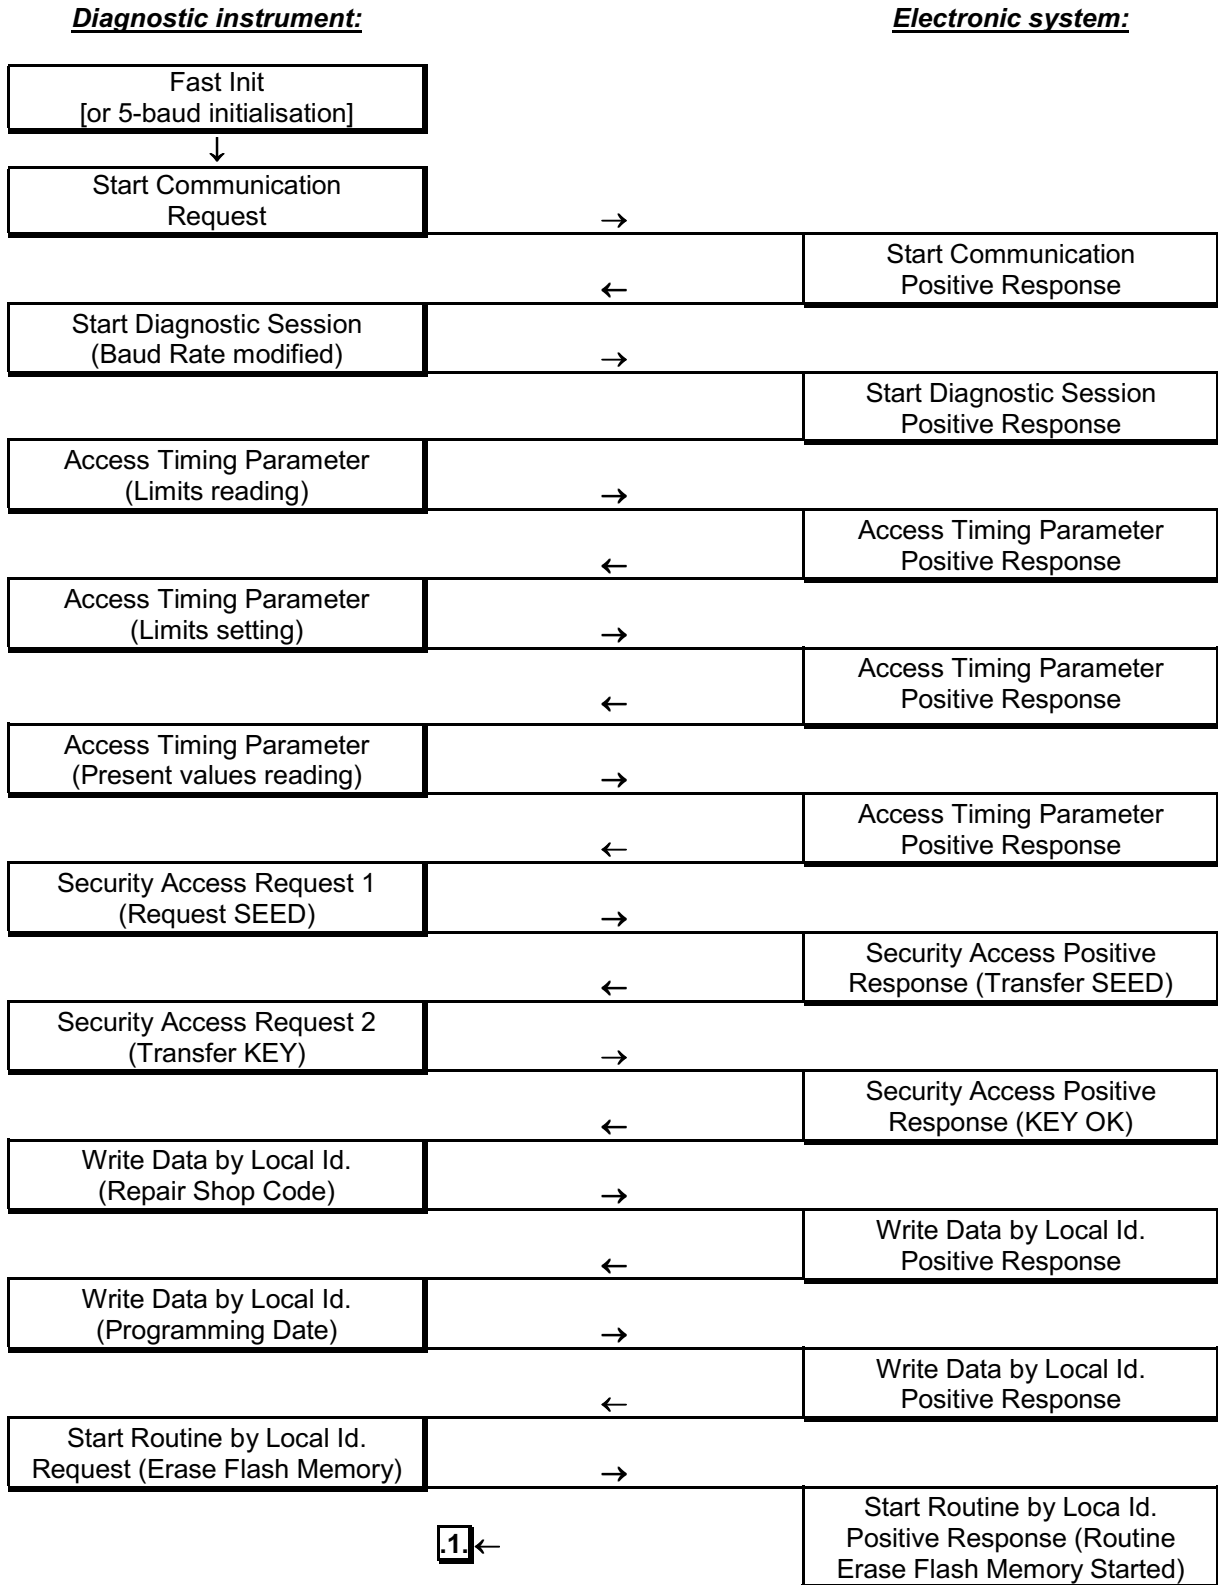 Diagnostic instrument:
Electronic system:
Fast Init
[or 5-baud initialisation]
↓
Start Communication
Request
→
Start Communication
Positive Response
←
Start Diagnostic Session
(Baud Rate modified)
→
Start Diagnostic Session
Positive Response
Access Timing Parameter
(Limits reading)
→
Access Timing Parameter
Positive Response
←
Access Timing Parameter
(Limits setting)
→
Access Timing Parameter
Positive Response
←
Access Timing Parameter
(Present values reading)
→
Access Timing Parameter
Positive Response
←
Security Access Request 1
(Request SEED)
→
Security Access Positive
Response (Transfer SEED)
←
Security Access Request 2
(Transfer KEY)
→
Security Access Positive
Response (KEY OK)
←
Write Data by Local Id.
(Repair Shop Code)
→
Write Data by Local Id.
Positive Response
←
Write Data by Local Id.
(Programming Date)
→
Write Data by Local Id.
Positive Response
←
Start Routine by Local Id.
Request (Erase Flash Memory)
→
Start Routine by Loca Id.
Positive Response (Routine
Erase Flash Memory Started)
.1.←